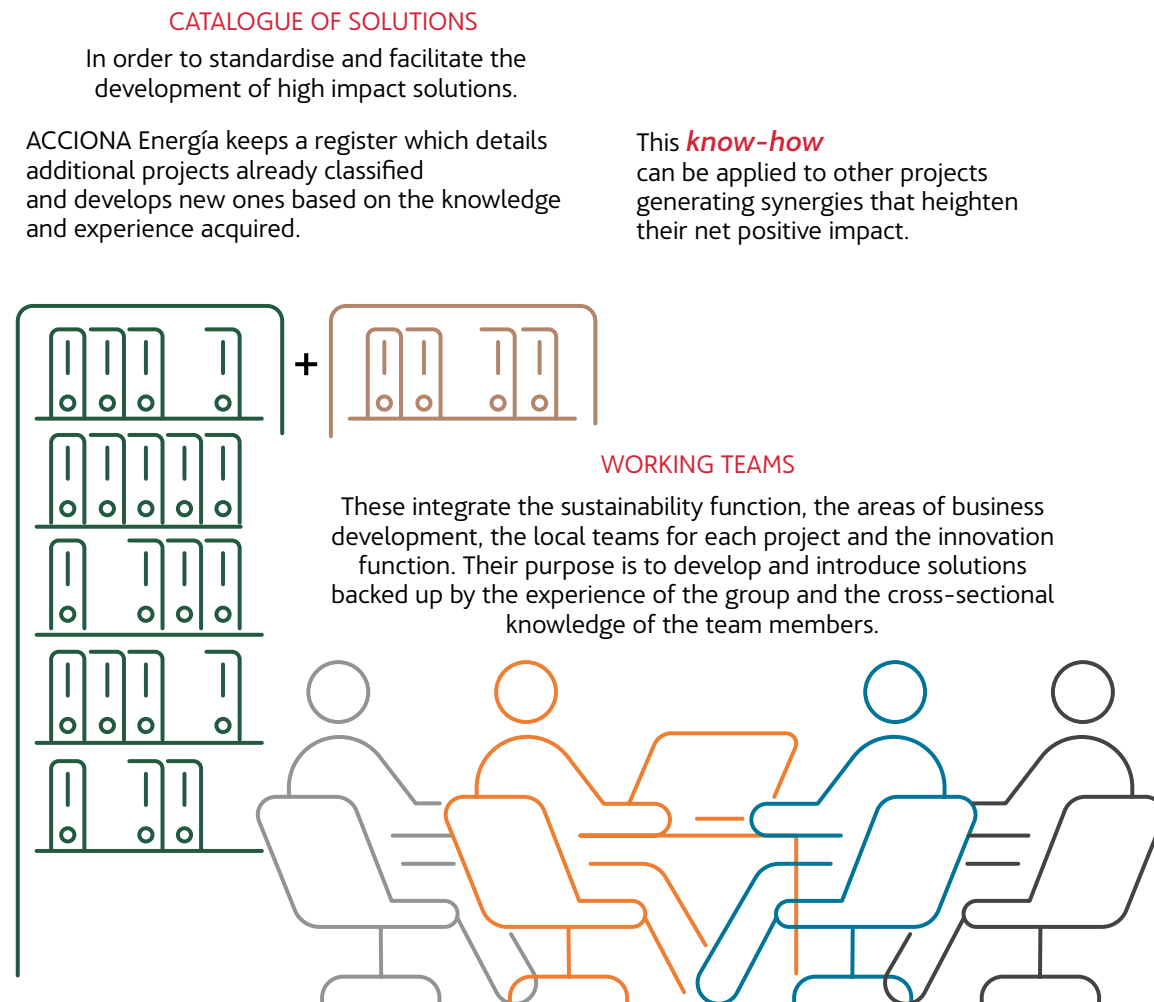 CATALOGUE OF SOLUTIONS
In order to standardise and facilitate the
development of high impact solutions.
ACCIONA Energía keeps a register which details
additional projects already classified
and develops new ones based on the knowledge
and experience acquired.
This know-how
can be applied to other projects
generating synergies that heighten
their net positive impact.
+
WORKING TEAMS
These integrate the sustainability function, the areas of business
development, the local teams for each project and the innovation
function. Their purpose is to develop and introduce solutions
backed up by the experience of the group and the cross-sectional
knowledge of the team members.